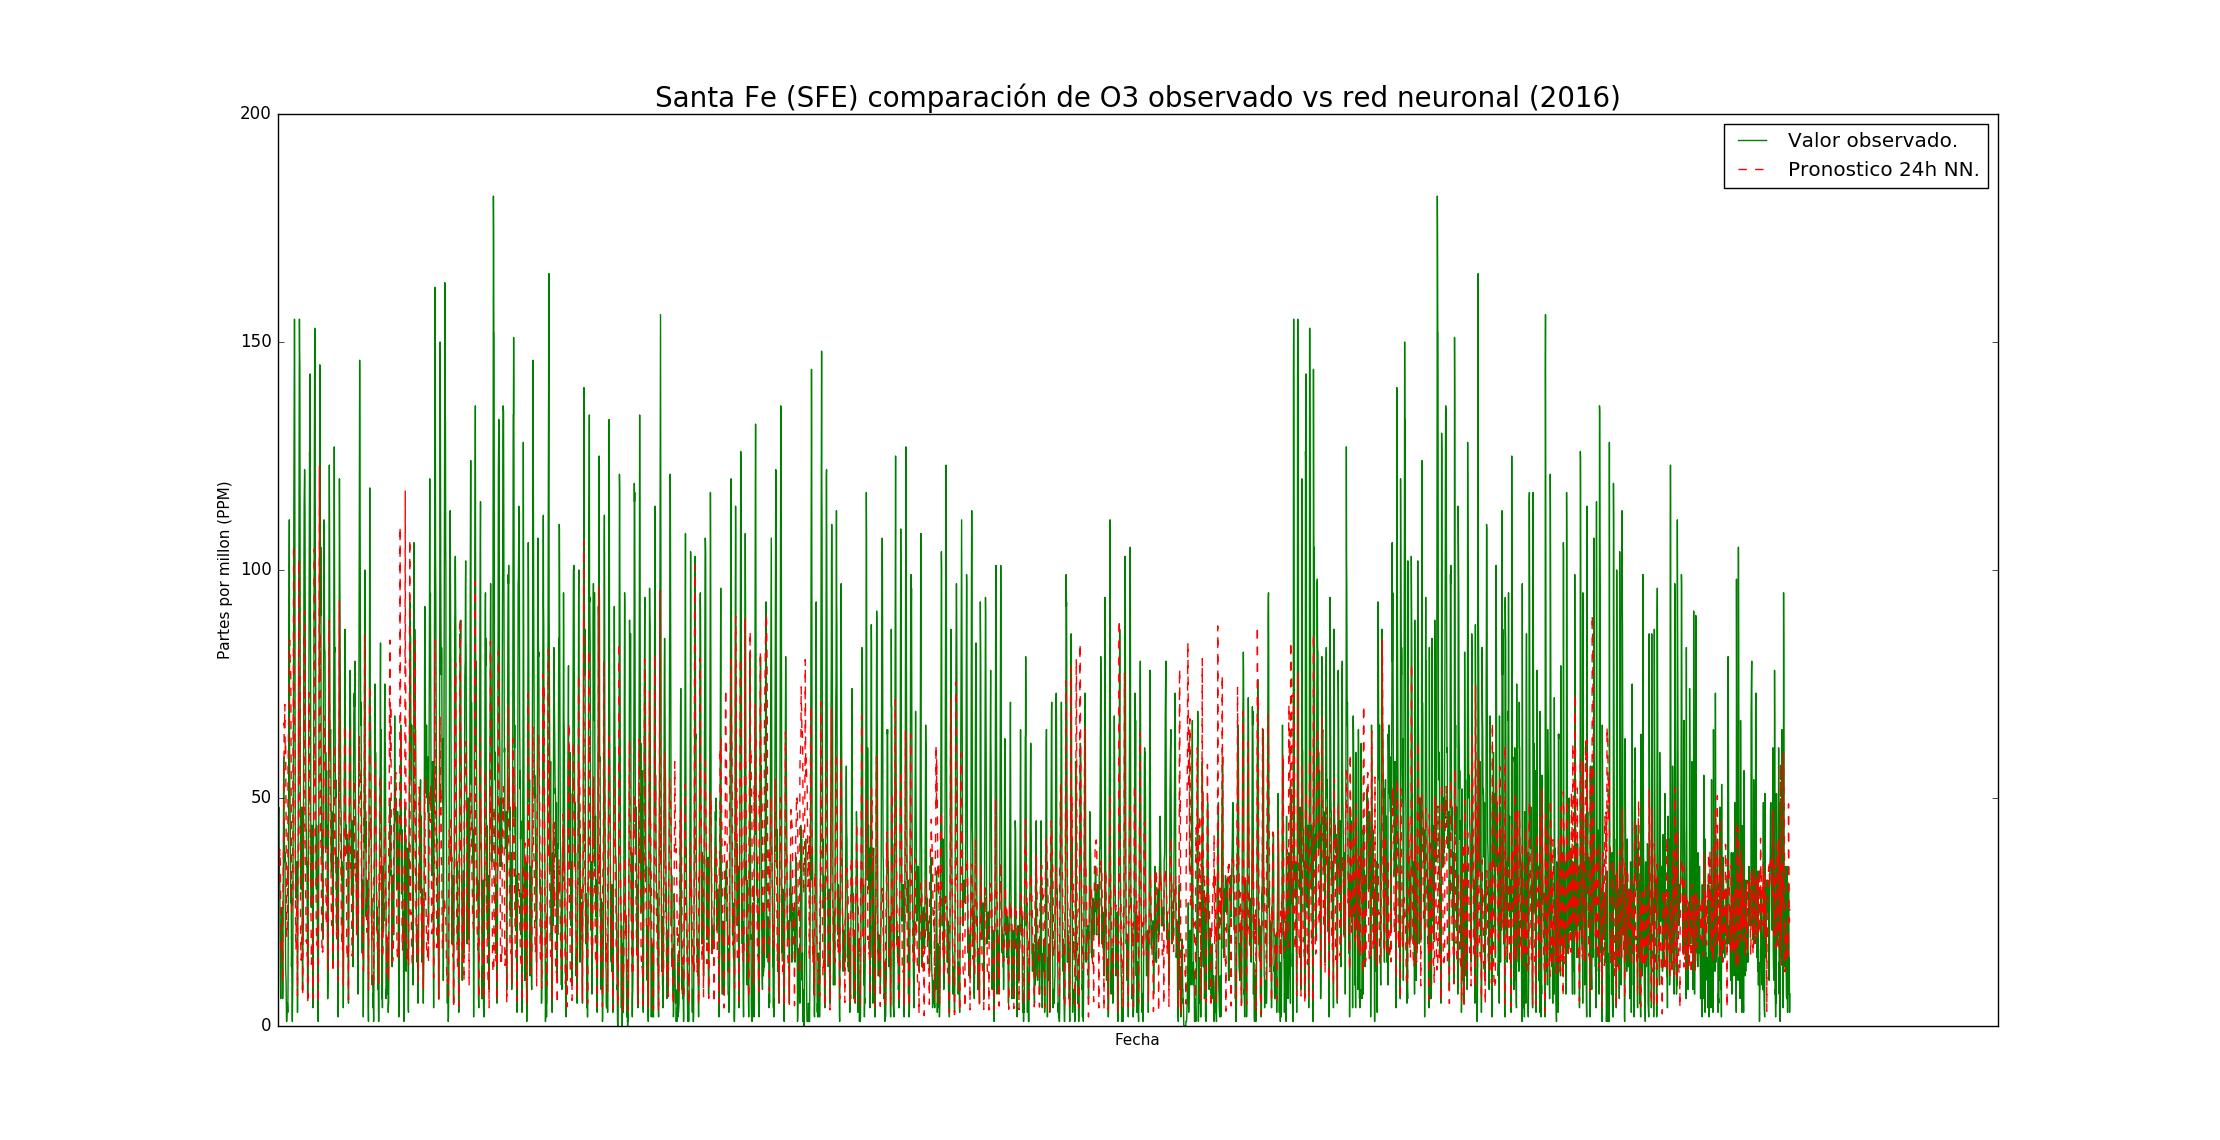 Santa Fe (SFE) comparación de O3 observado vs red neuronal (2016)
200
150
100
50
0
Partes por millon (PPM)
Valor observado.
Pronostico 24h NN.
Fecha